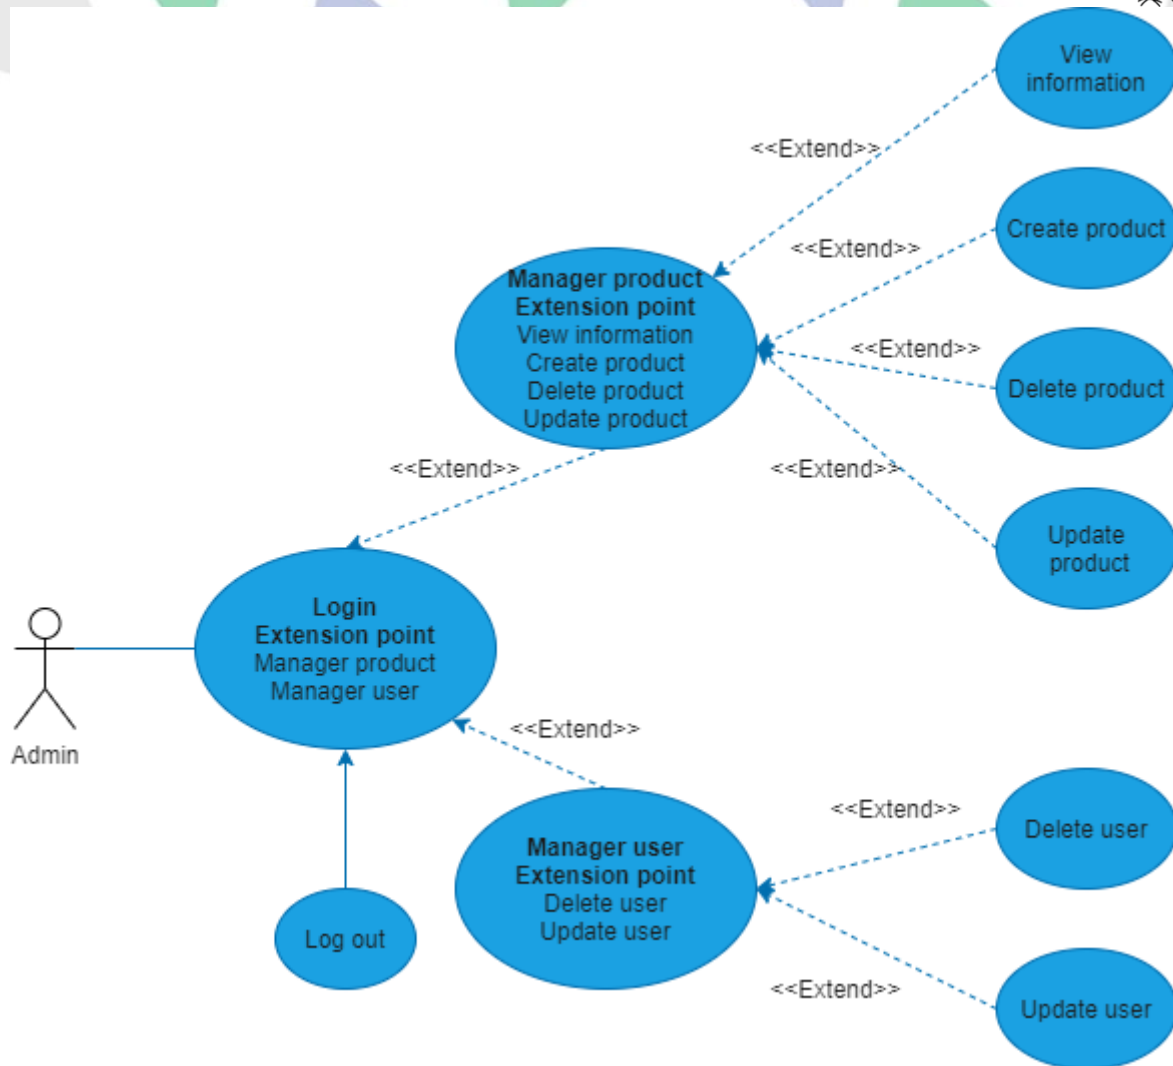 View
information
<<Extend>>
Create product
<<Extend>>
Manager product
Extension point
View information
Create product
Delete product
Update product
<<Extend>>
Delete product
<<Extend>>
<<Extend>>
Update
product
Login
Extension point
Manager product
Manager user
Admin
<<Extend>>
<<Extend>>
Delete user
Manager user
Extension point
Delete user
Update user
Log out
<<Extend>>
Update user